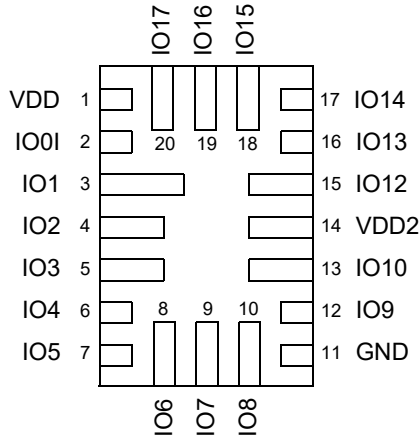 IO17 IO16 IO15
VDD 1 17 IO14
IO0I 2 20 19 18 16 IO13
IO1 3 15 IO12
IO2 4 14 VDD2
IO3 5 13 IO10
IO4 6 8 9 10 12 IO9
IO5 7 11 GND
IO6 IO7 IO8